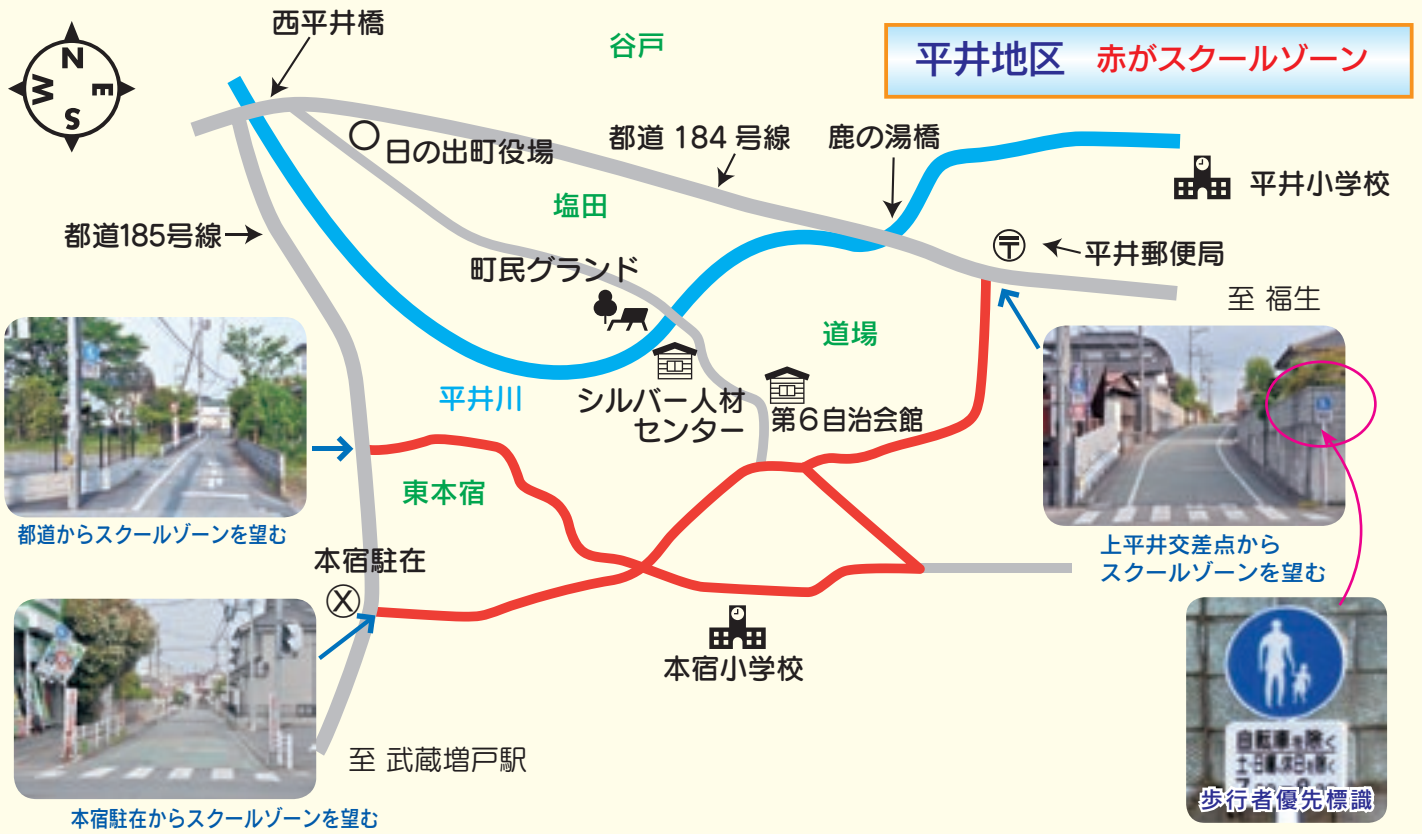 西平井橋
谷戸
平井地区 赤がスクールゾーン
N
W
E
S
日の出町役場
都道 184 号線
鹿の湯橋
平井小学校
塩田
都道185号線
平井郵便局
町民グランド
至 福生
道場
平井川
シルバー人材
センター
第6自治会館
東本宿
都道からスクールゾーンを望む
上平井交差点から
スクールゾーンを望む
本宿駐在
本宿小学校
至 武蔵増戸駅
自転車を除く
土・日曜・休日を除く
歩行者優先標識
本宿駐在からスクールゾーンを望む